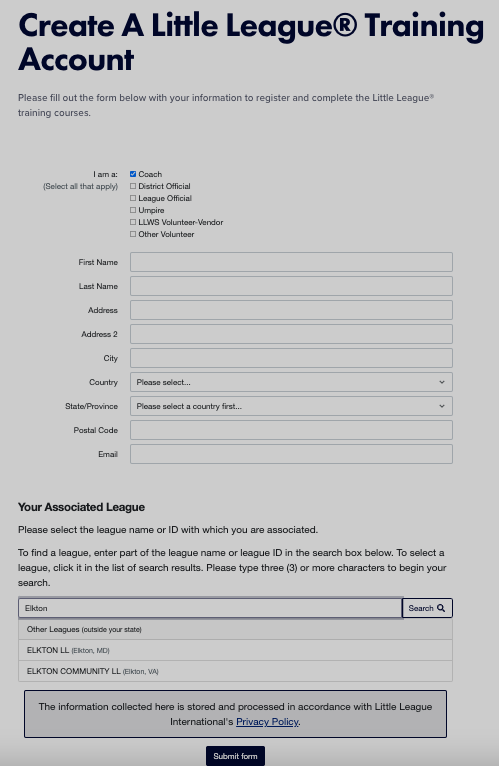 Create A Little League® Training
Account
Please fill out the form below with your information to register and complete the Little League®
training courses.
I am a:
(Select all that apply)
Coach
District Official
League Official
Umpire
LLWS Volunteer-Vendor
Other Volunteer
First Name
Last Name
Address
Address 2
City
Country Please select...
State/Province Please select a country first...
Postal Code
Email
Your Associated League
Please select the league name or ID with which you are associated.
To find a league, enter part of the league name or league ID in the search box below. To select a
league, click it in the list of search results. Please type three (3) or more characters to begin your
search.
Elkton Search
Other Leagues (outside your state)
ELKTON LL (Elkton, MD)
ELKTON COMMUNITY LL (Elkton, VA)
The information collected here is stored and processed in accordance with Little League
International's Privacy Policy.
Submit form